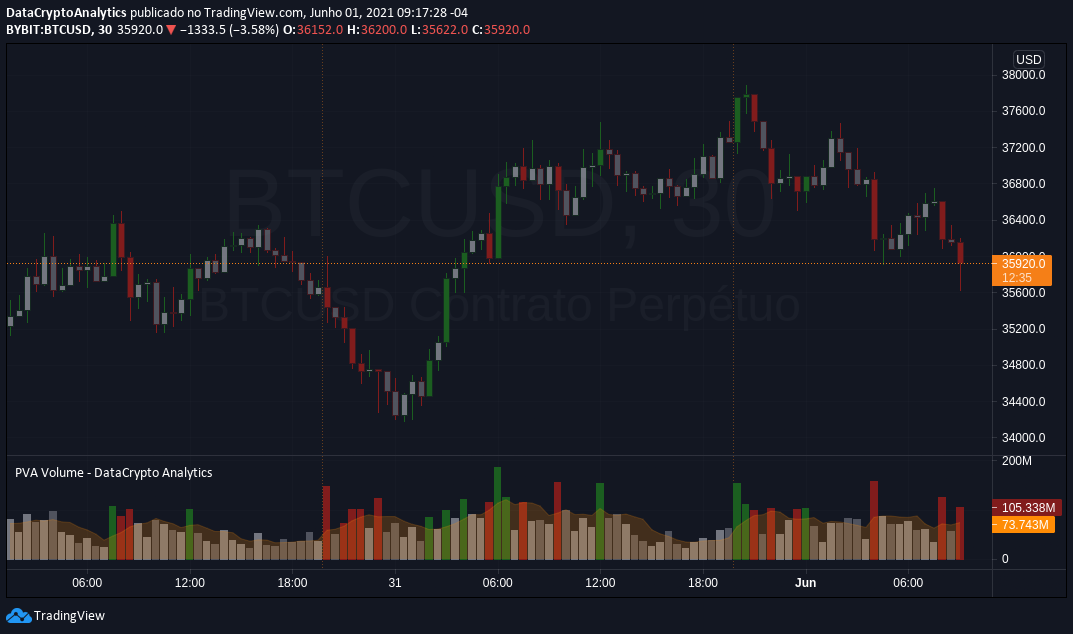 DataCryptoAnalytics publicado no TradingView.com, Junho 01, 2021 09:17:28 -04
BYBIT:BTCUSD, 30 35920.0 ▼ −1333.5 (−3.58%) O:36152.0 H:36200.0 L:35622.0 C:35920.0
USD
38000.0
37600.0
37200.0
BTCUSD, 30
36800.0
36400.0
36000.0
35920.0
12:35
BTCUSD Contrato Perpétuo
35600.0
35200.0
34800.0
34400.0
34000.0
PVA Volume - DataCrypto Analytics
200M
105.338M
73.743M
0
06:00 12:00 18:00 31 06:00 12:00 18:00 Jun 06:00
TradingView